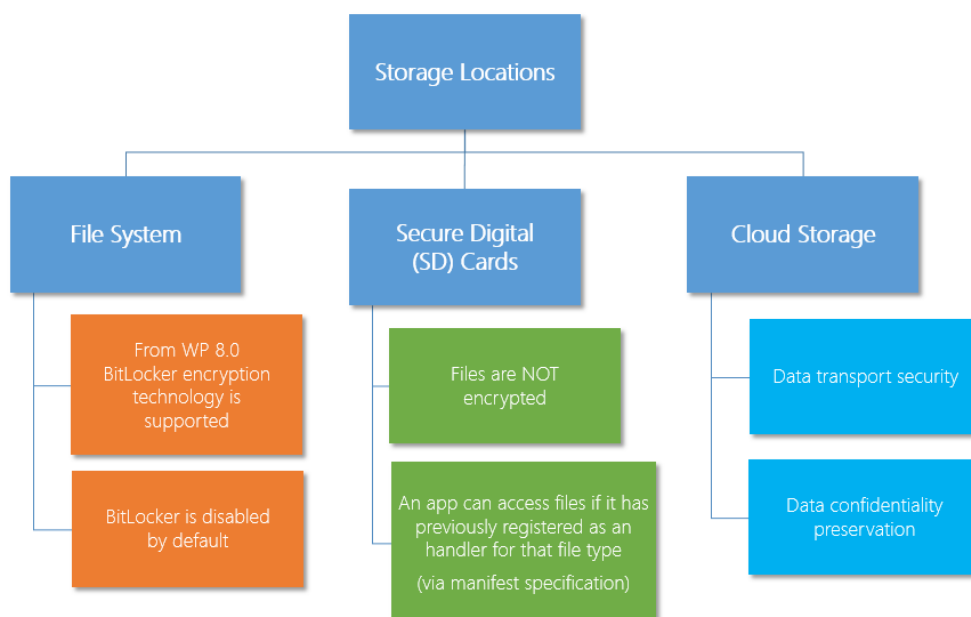 Storage Locations
File System
Secure Digital
(SD) Cards
Cloud Storage
From WP 8.0
BitLocker encryption
technology is
supported
BitLocker is disabled
by default
Files are NOT
encrypted
An app can access files if it has
previously registered as an
handler for that file type
(via manifest specification)
Data transport security
Data confidentiality
preservation